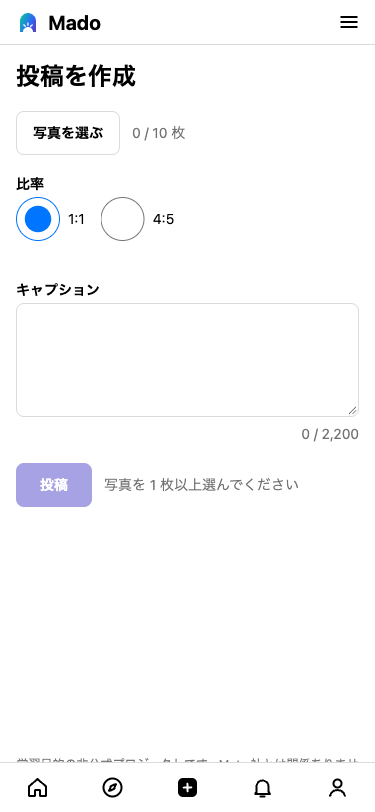 Mado
投稿を作成
写真を選ぶ 0 / 10 枚
比率
1:1 4:5
キャプション
0 / 2,200
投稿 写真を 1 枚以上選んでください